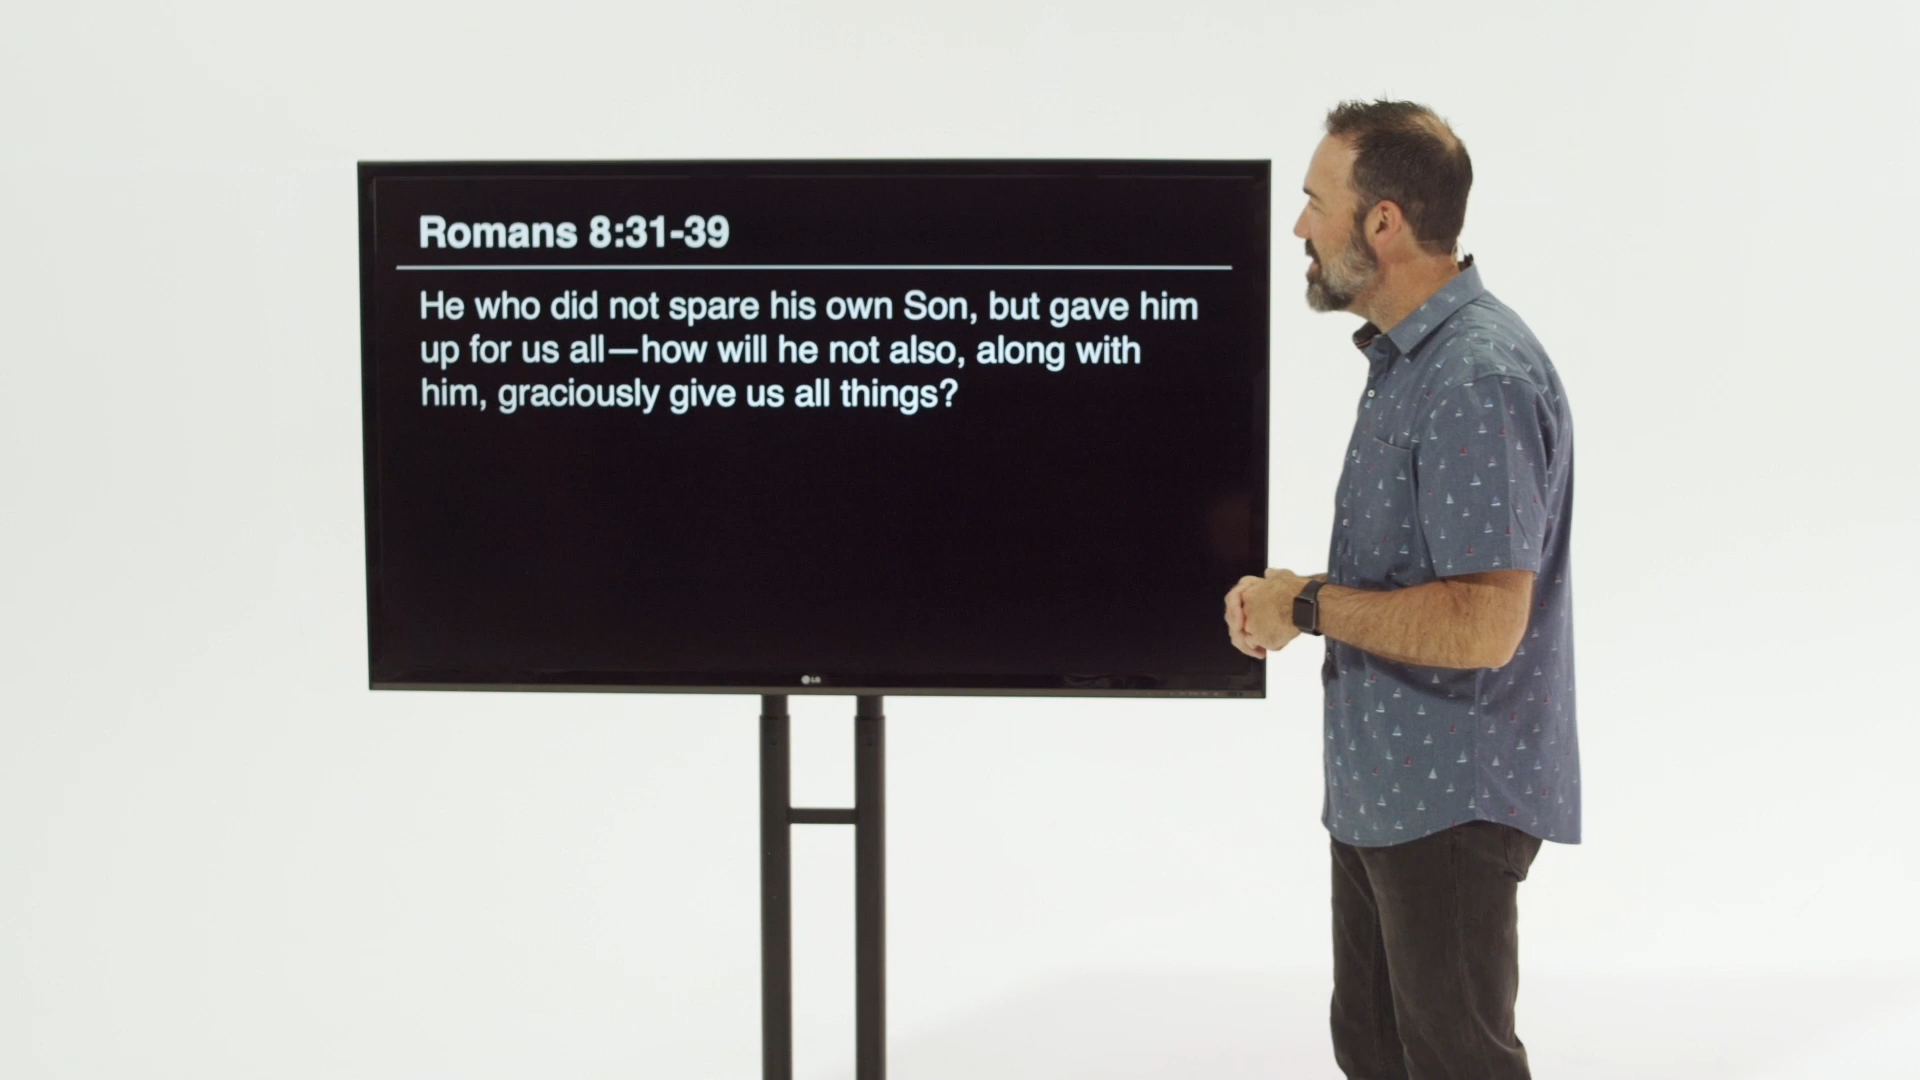 Romans 8:31-39
He who did not spare his own Son, but gave him
up for us all—how will he not also, along with
him, graciously give us all things?
LG